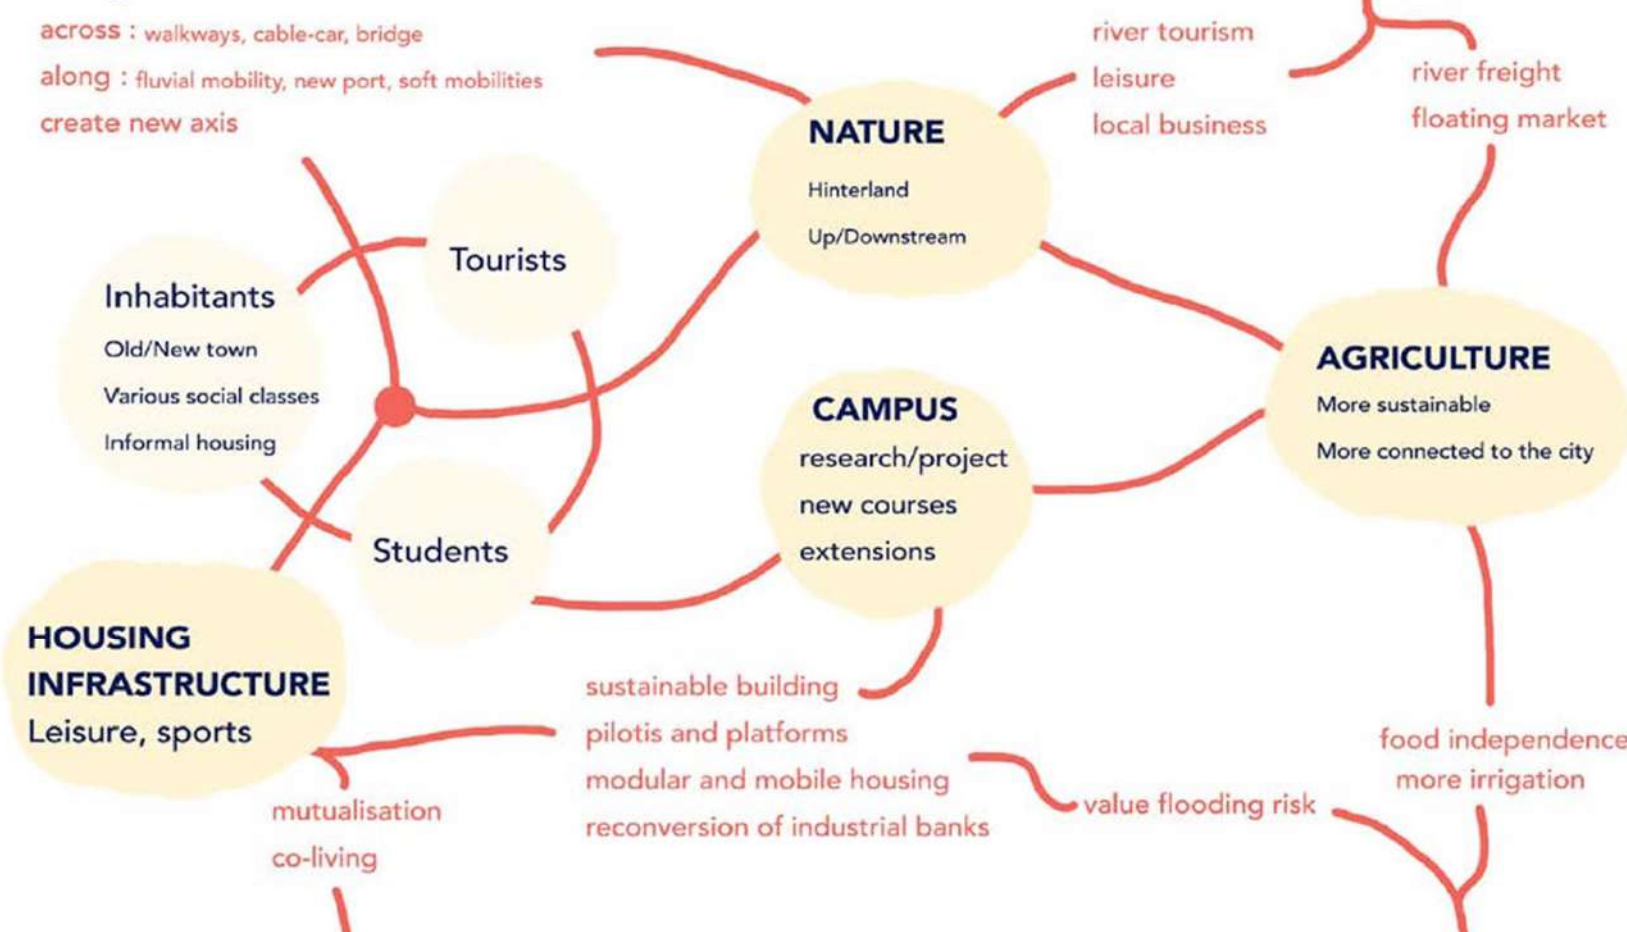 across : walkways, cable-car, bridge
along : fluvial mobility, new port, soft mobilities
create new axis
river tourism
leisure
local business
river freight
floating market
NATURE
Hinterland
Up/Downstream
Tourists
Inhabitants
Old/New town
Various social classes
Informal housing
AGRICULTURE
More sustainable
More connected to the city
CAMPUS
research/project
new courses
extensions
Students
HOUSING
INFRASTRUCTURE
Leisure, sports
sustainable building
pilotis and platforms
modular and mobile housing
reconversion of industrial banks
mutualisation
co-living
value flooding risk
food independence
more irrigation